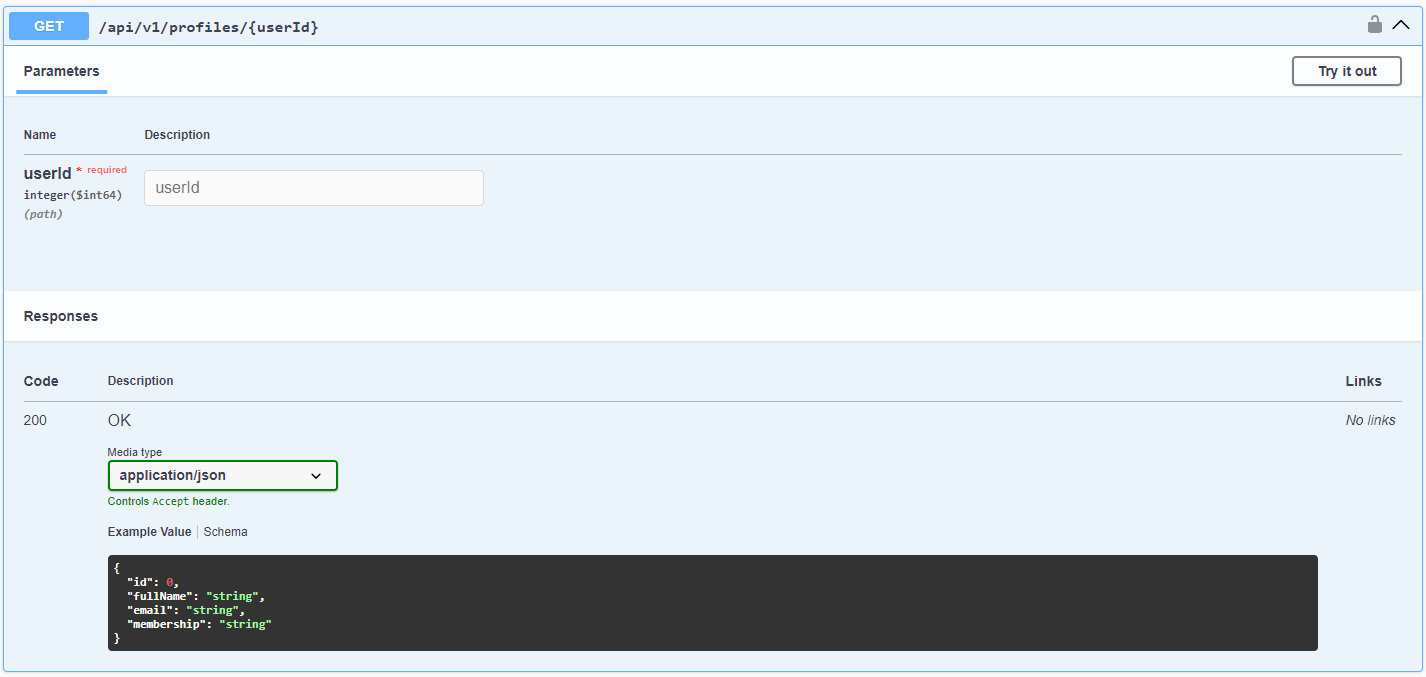 GET /api/v1/profiles/{userId}
Parameters
Try it out
Name Description
userId * required
integer($int64)
(path)
userId
Responses
Code Description Links
200 OK No links
Media type
application/json
Controls Accept header.
Example Value Schema
{
  "id": 0,
  "fullName": "string",
  "email": "string",
  "membership": "string"
}